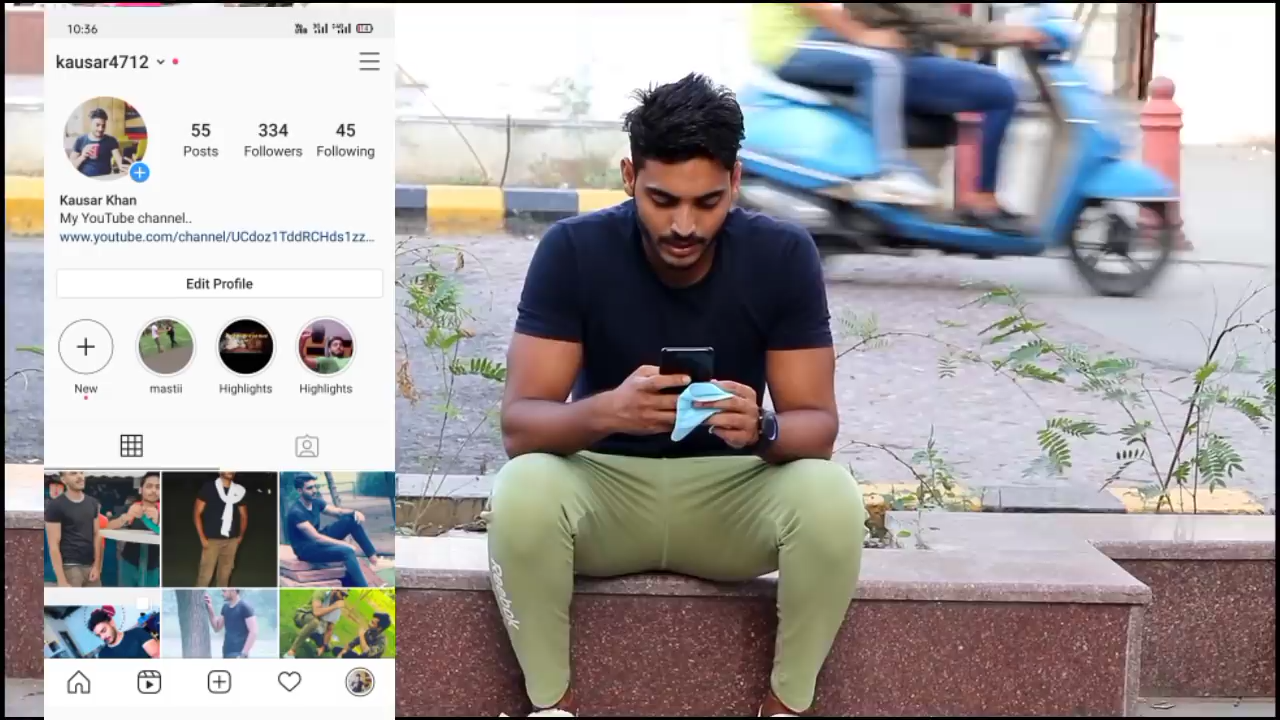 10:36
kausar4712
55
334
45
Posts
Followers
Following
Kausar Khan
My YouTube channel..
www.youtube.com/channel/UCdoz1TddRCHds1zz...
Edit Profile
New
mastii
Highlights
Highlights
Reebok